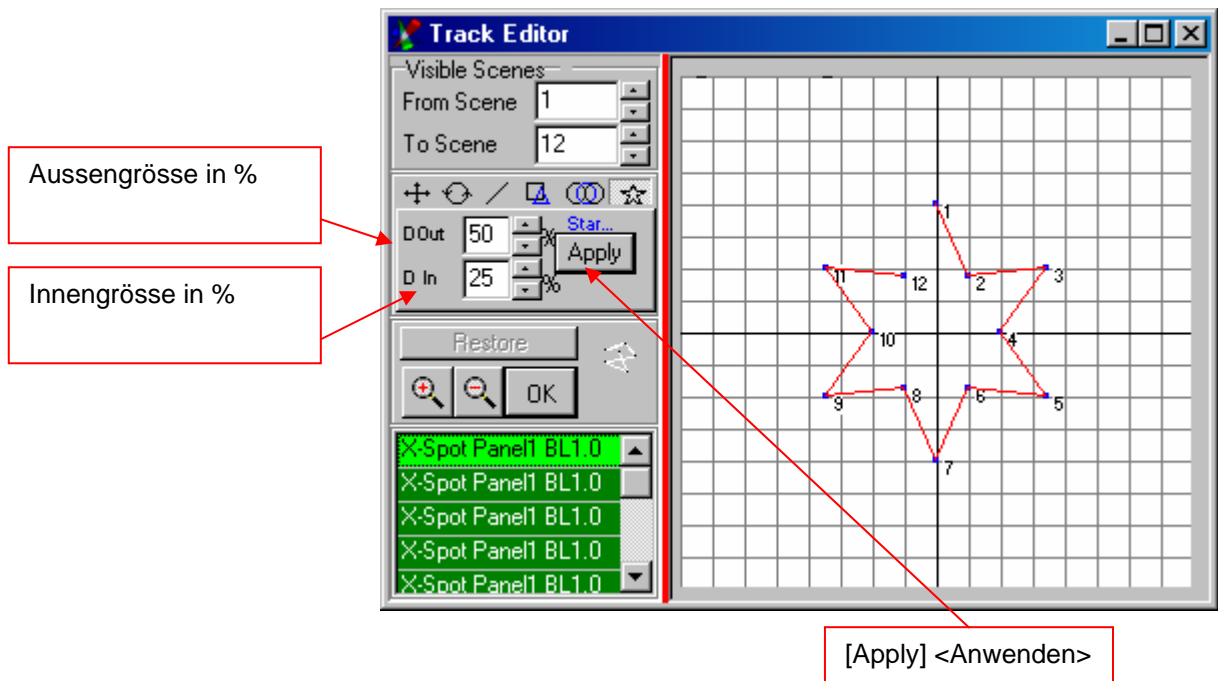 Track Editor
Visible Scenes
From Scene 1
To Scene 12
Aussengrösse in %
Star...
D Out 50 %
Apply
Innengrösse in %
D In 25 %
Restore
OK
X-Spot Panel1 BL1.0
X-Spot Panel1 BL1.0
X-Spot Panel1 BL1.0
X-Spot Panel1 BL1.0
X-Spot Panel1 BL1.0
1
11
12
2
3
10
4
9
8
6
5
7
[Apply] <Anwenden>